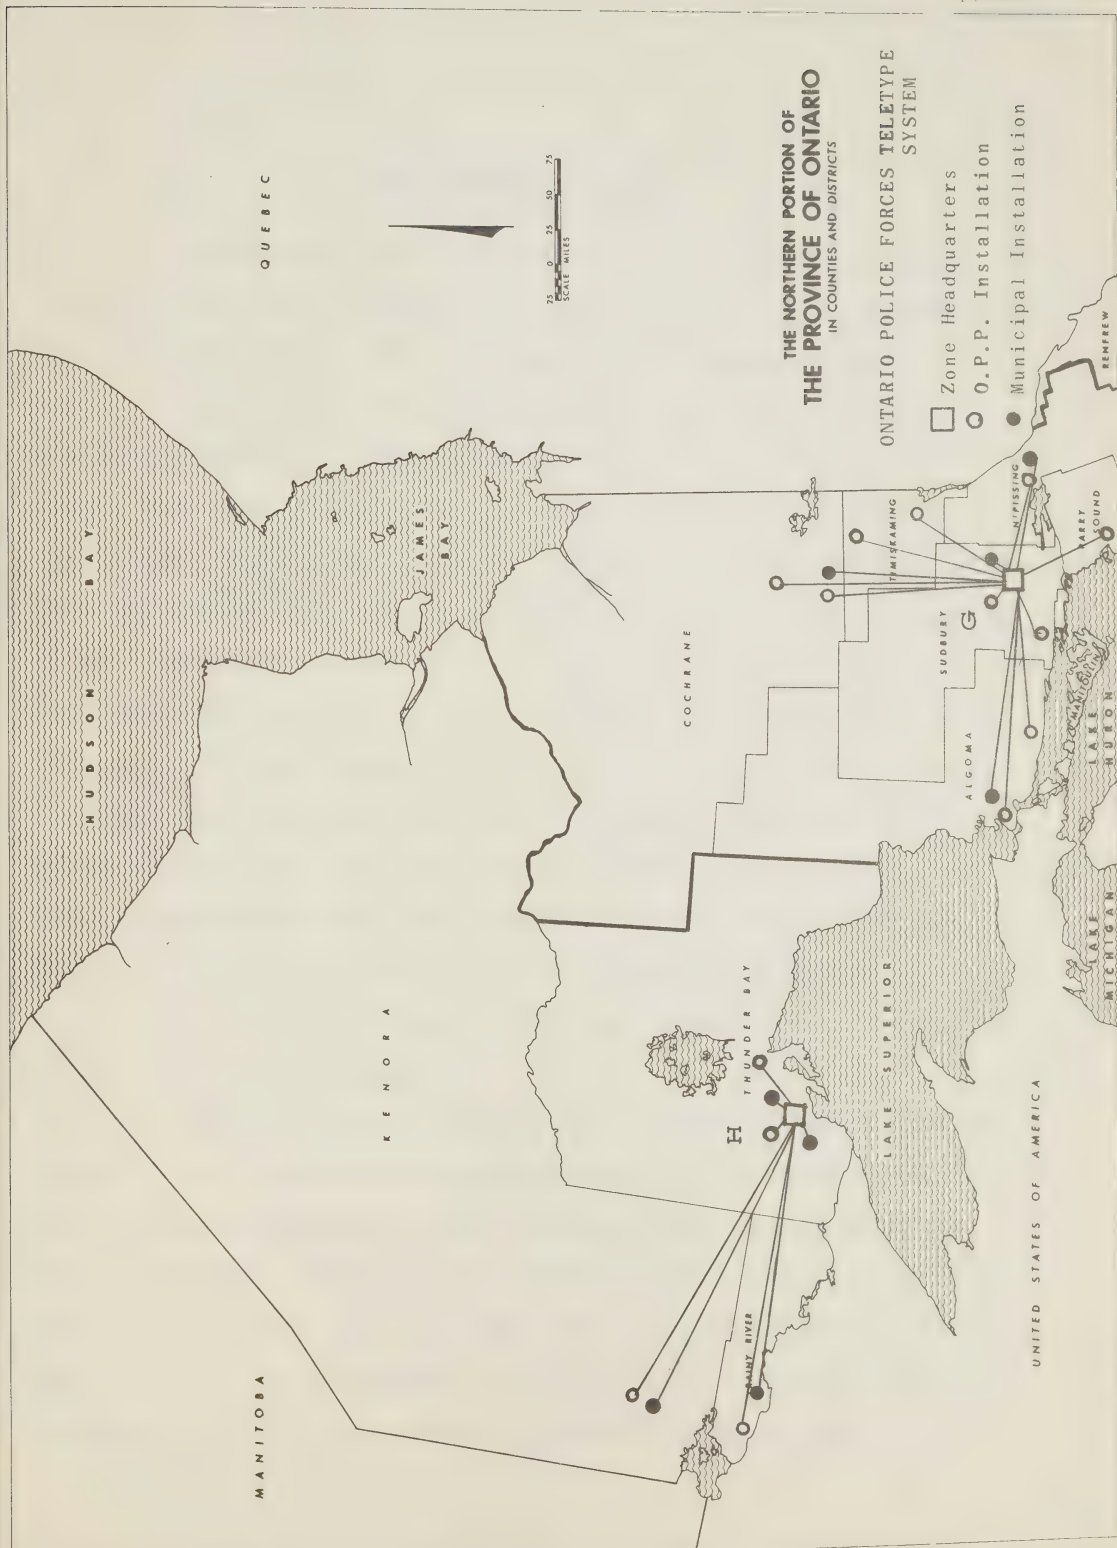 THE NORTHERN PORTION OF
THE PROVINCE OF ONTARIO
IN COUNTIES AND DISTRICTS
ONTARIO POLICE FORCES TELETYPE
SYSTEM
Zone Headquarters
O.P.P. Installation
Municipal Installation
25 0 25 50 75
SCALE MILES
MANITOBA
HUDSON BAY
QUEBEC
JAMES
BAY
KENORA
COCHRANE
THUNDER BAY
H
RAINY RIVER
TIMISKAMING
SUDBURY
G
ALGOMA
NIPISSING
PARRY
SOUND
RENFREW
MANITOULIN
LAKE SUPERIOR
LAKE
HURON
LAKE
MICHIGAN
UNITED STATES OF AMERICA